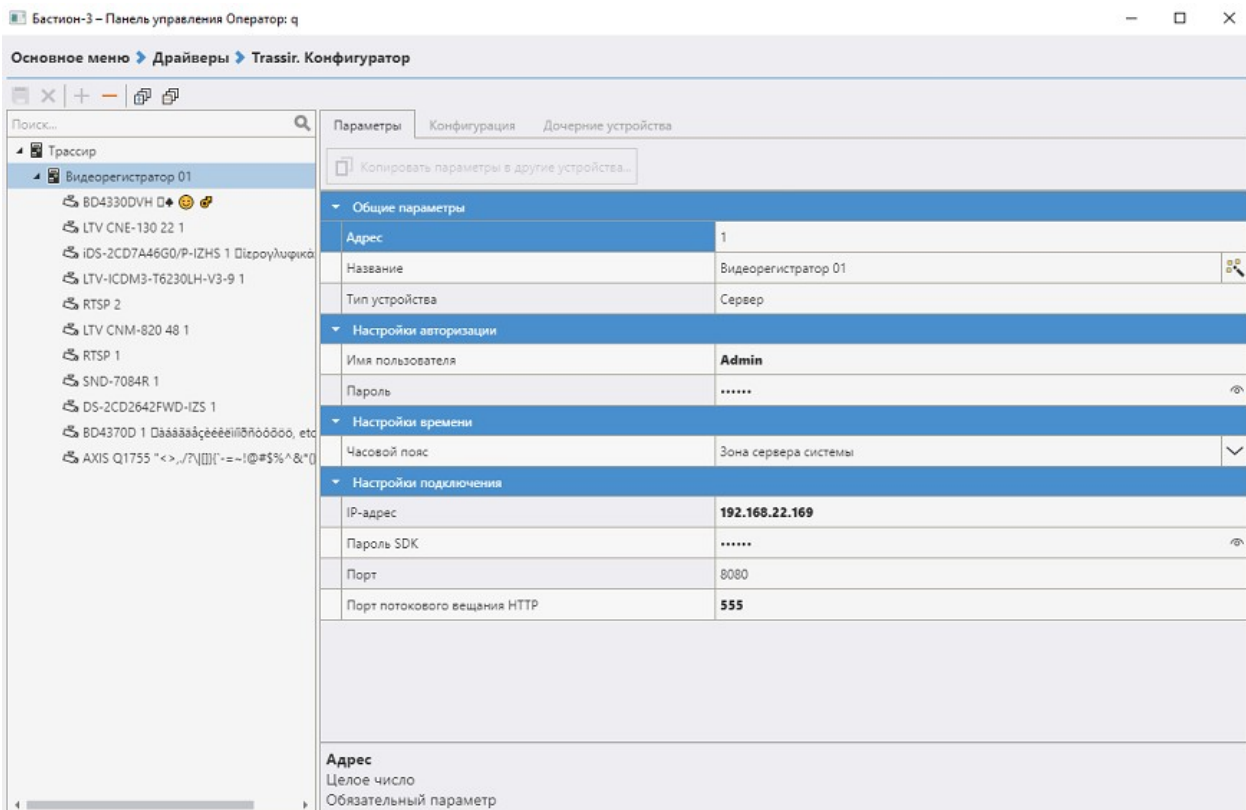 Бастион-3 – Панель управления Оператор: q
Основное меню Драйверы Trassir. Конфигуратор
Поиск...
Трассир
Видеорегистратор 01
BD4330DVH
LTV CNE-130 22 1
iDS-2CD7A46G0/P-IZHS 1
LTV-ICDM3-T6230LH-V3-9 1
RTSP 2
LTV CNM-820 48 1
RTSP 1
SND-7084R 1
DS-2CD2642FWD-IZS 1
BD4370D 1
AXIS Q1755
Параметры Конфигурация Дочерние устройства
Копировать параметры в другие устройства...
Общие параметры
Адрес 1
Название Видеорегистратор 01
Тип устройства Сервер
Настройки авторизации
Имя пользователя Admin
Пароль ••••••
Настройки времени
Часовой пояс Зона сервера системы
Настройки подключения
IP-адрес 192.168.22.169
Пароль SDK ••••••
Порт 8080
Порт потокового вещания HTTP 555
Адрес
Целое число
Обязательный параметр